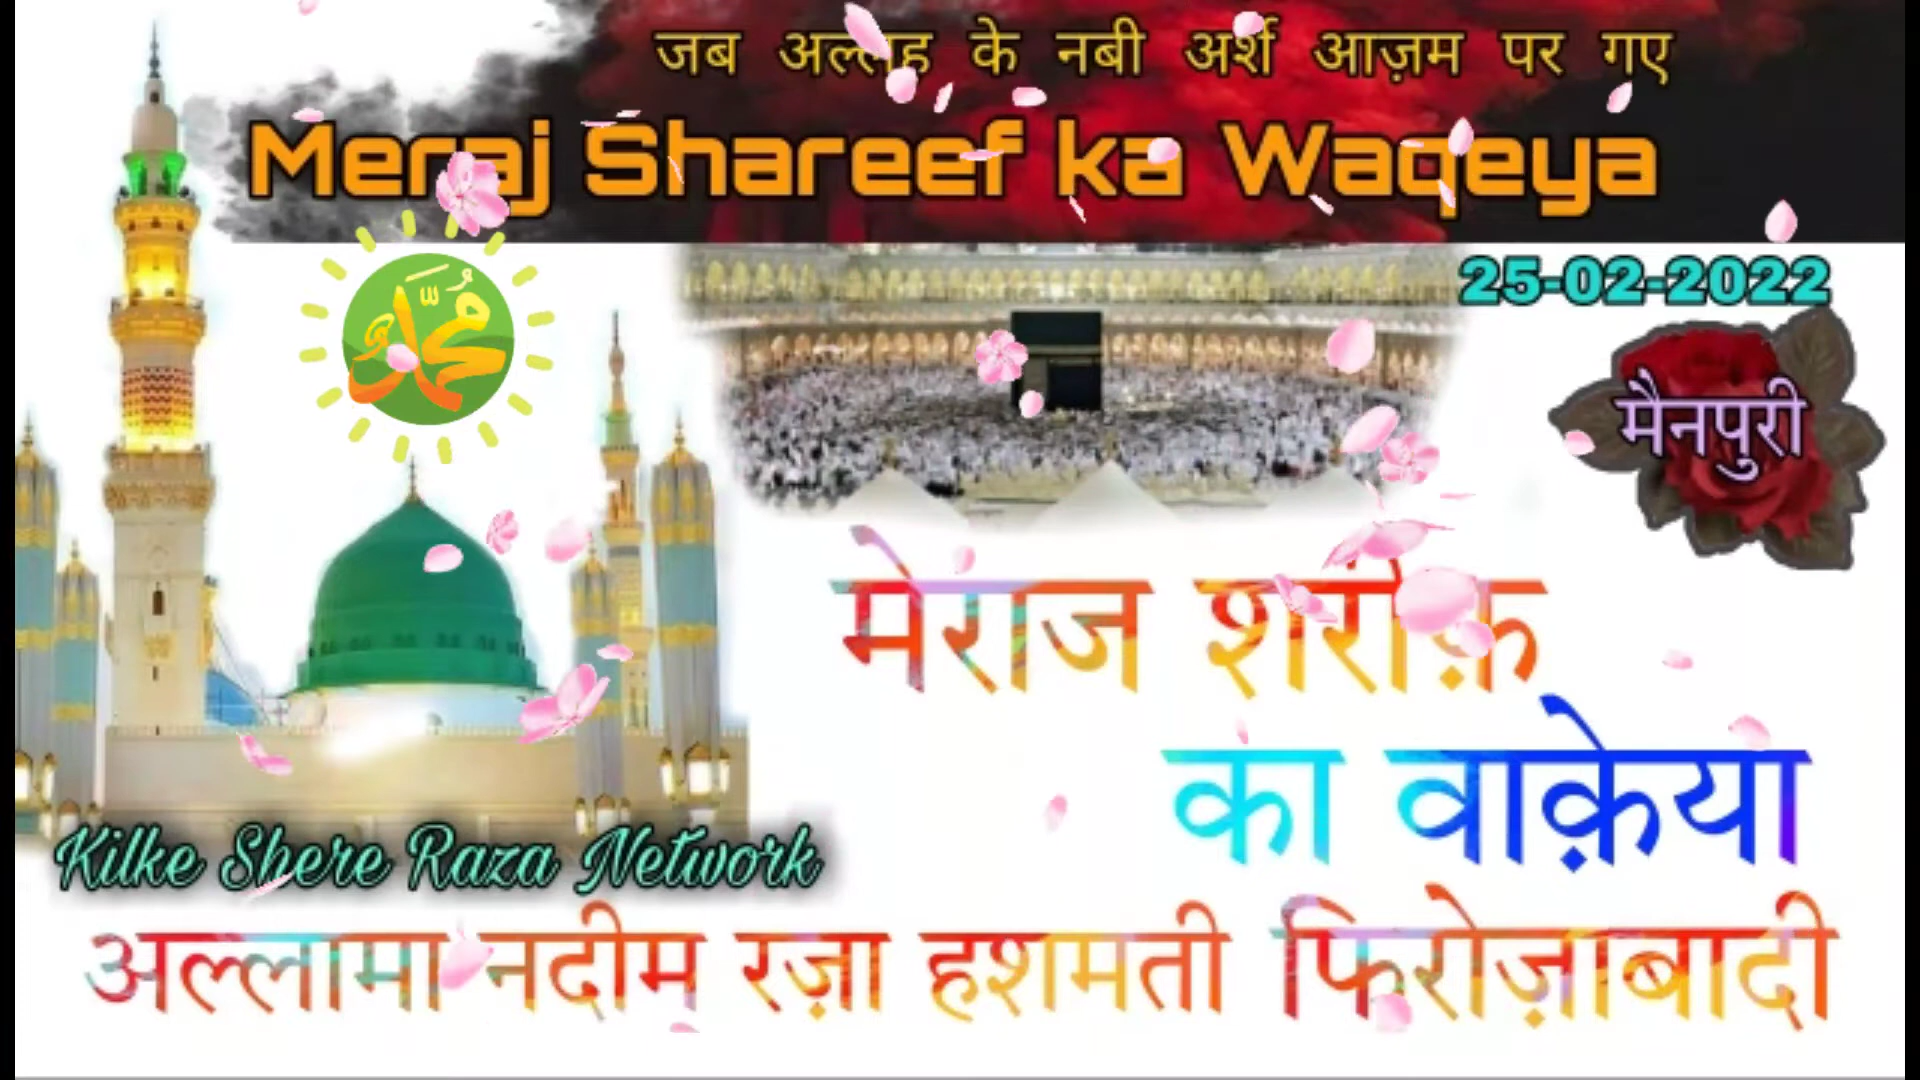 जब अल्लाह के नबी अर्शे आज़म पर गए
Meraj Shareef ka Waqeya
25-02-2022
مُحَمَّد
मैनपुरी
मेराज शरीफ़
का वाक़ेया
Kilke Shere Raza Network
अल्लामा नदीम रज़ा हशमती फिरोज़ाबादी